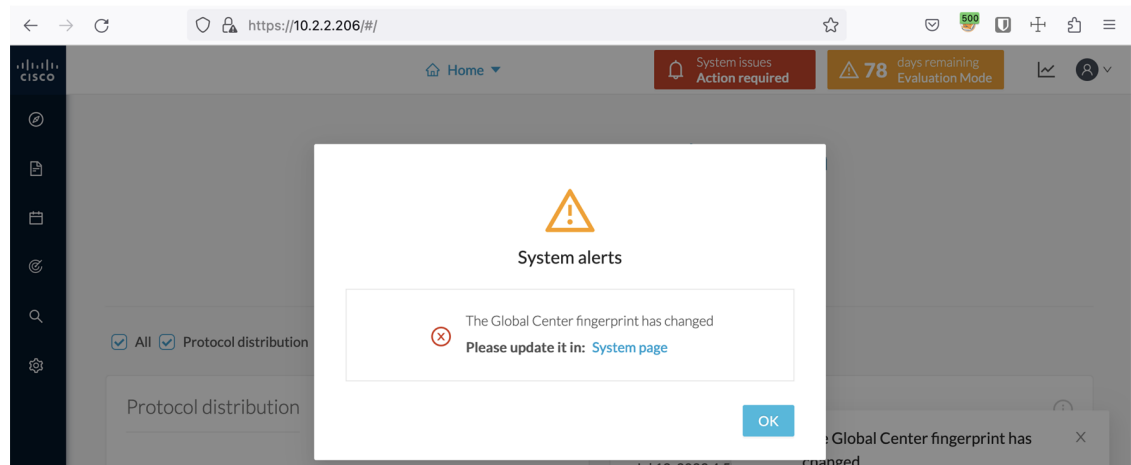 https://10.2.2.206/#/
500
cisco
Home
System issues
Action required
78
days remaining
Evaluation Mode
System alerts
The Global Center fingerprint has changed
Please update it in: System page
OK
All
Protocol distribution
Protocol distribution
Global Center fingerprint has
changed